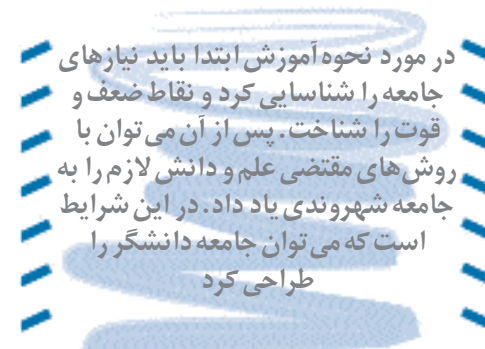 در مورد نحوه آموزش ابتدا باید نیازهای
جامعه را شناسایی کرد و نقاط ضعف و
قوت را شناخت. پس از آن می‌توان با
روش‌های مقتضی علم و دانش لازم را به
جامعه شهروندی یاد داد. در این شرایط
است که می‌توان جامعه دانشگر را
طراحی کرد